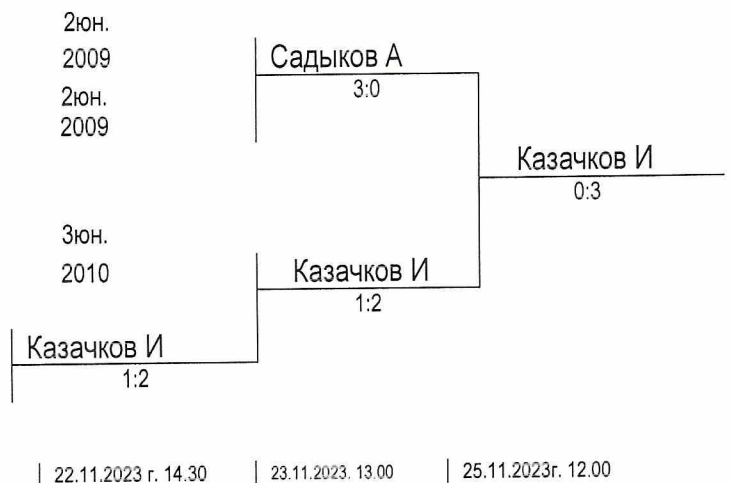 2юн.
2009
Садыков А
3:0
2юн.
2009
Казачков И
0:3
3юн.
2010
Казачков И
1:2
Казачков И
1:2
22.11.2023 г. 14.30
23.11.2023. 13.00
25.11.2023г. 12.00